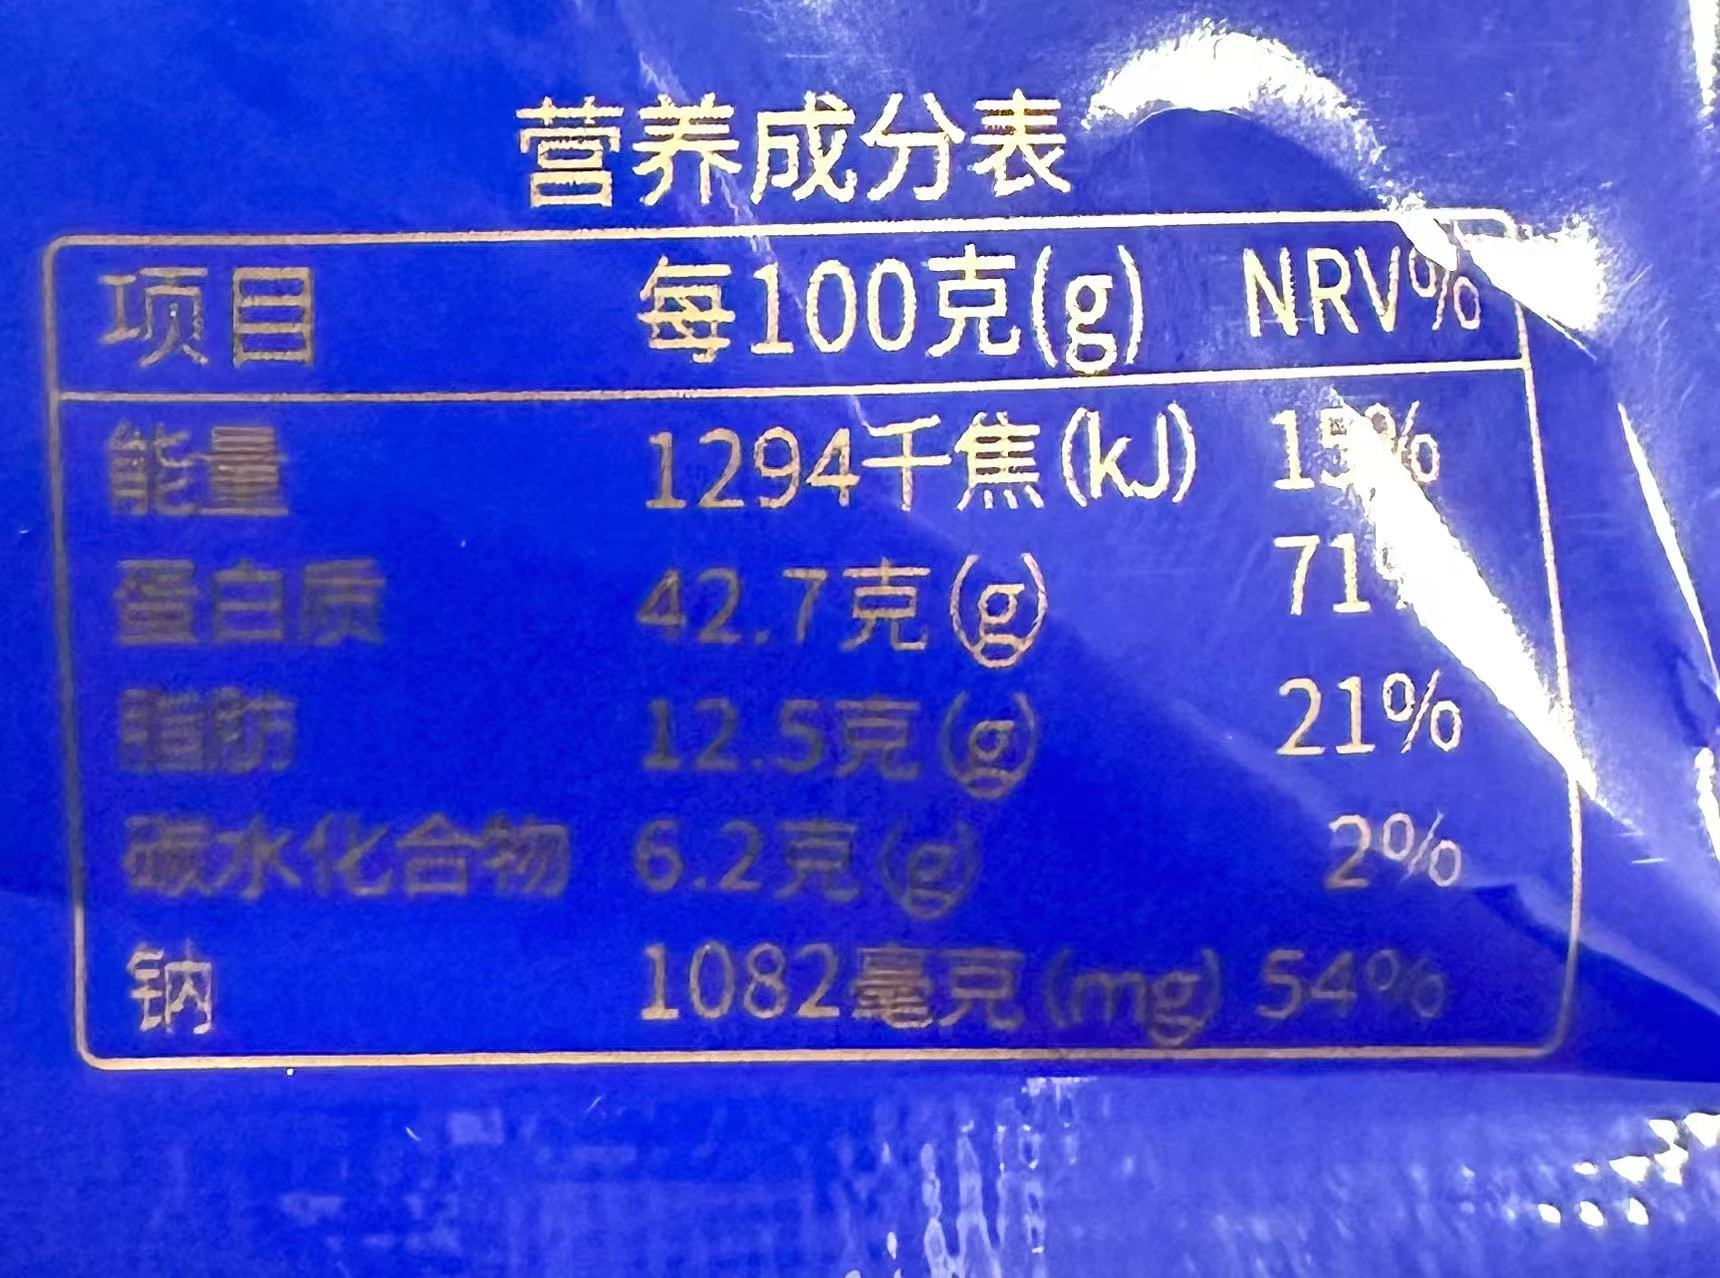 营养成分表
项目 每100克(g) NRV%
能量 1294千焦(kJ) 15%
蛋白质 42.7克(g) 71%
脂肪 12.5克(g) 21%
碳水化合物 6.2克(g) 2%
钠 1082毫克(mg) 54%